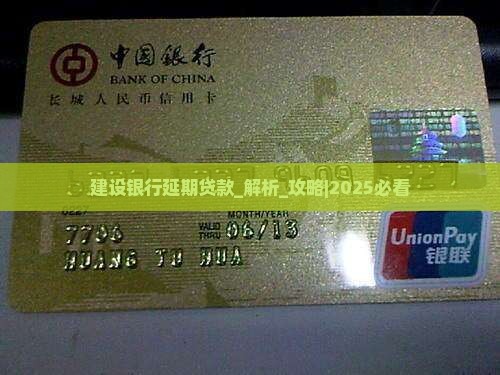 中国银行
BANK OF CHINA
长城人民币信用卡
建设银行延期贷款_解析_攻略|2025必看
MONTH/YEAR
VALID
THRU
06/13
HUANG YU HUA
UnionPay
银联